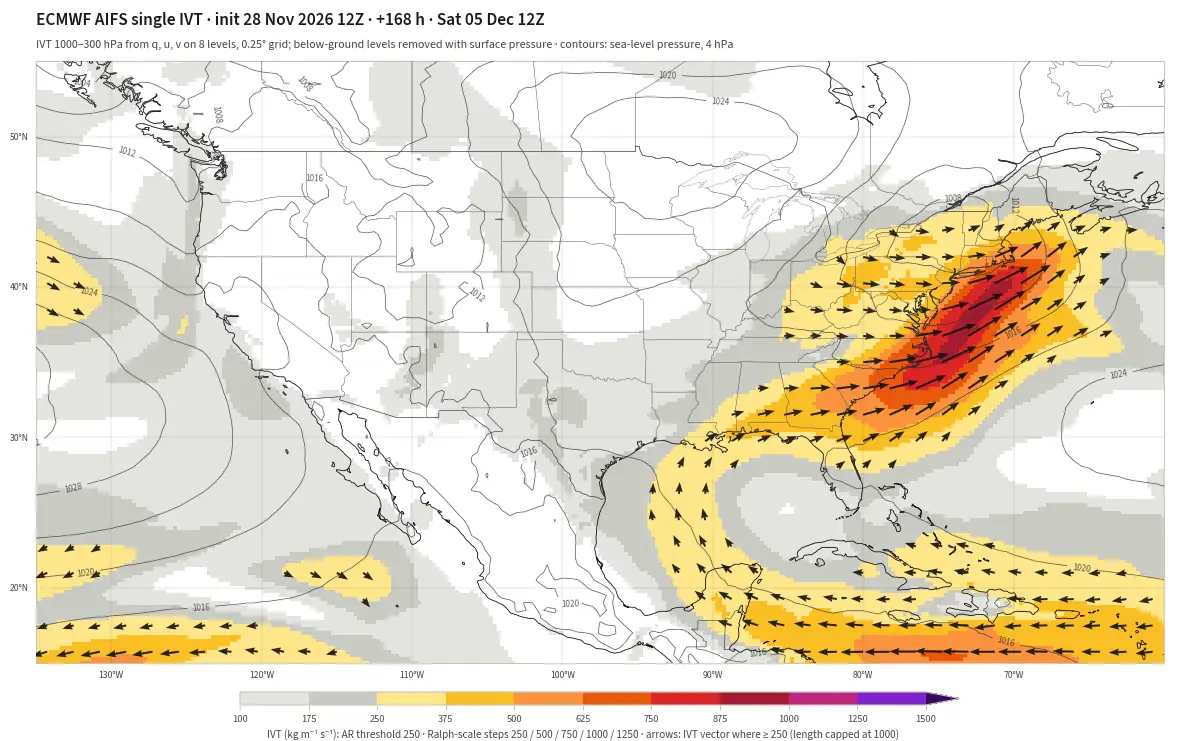 ECMWF AIFS single IVT · init 28 Nov 2026 12Z · +168 h · Sat 05 Dec 12Z
IVT 1000–300 hPa from q, u, v on 8 levels, 0.25° grid; below-ground levels removed with surface pressure · contours: sea-level pressure, 4 hPa
1020
1008
1024
1008
50°N
1012
1016
1008
1012
40°N
1024
1012
1016
1024
30°N
1016
1028
1020
1020
20°N
1020
1016
1016
1016
130°W 120°W 110°W 100°W 90°W 80°W 70°W
100 175 250 375 500 625 750 875 1000 1250 1500
IVT (kg m⁻¹ s⁻¹): AR threshold 250 · Ralph-scale steps 250 / 500 / 750 / 1000 / 1250 · arrows: IVT vector where ≥ 250 (length capped at 1000)